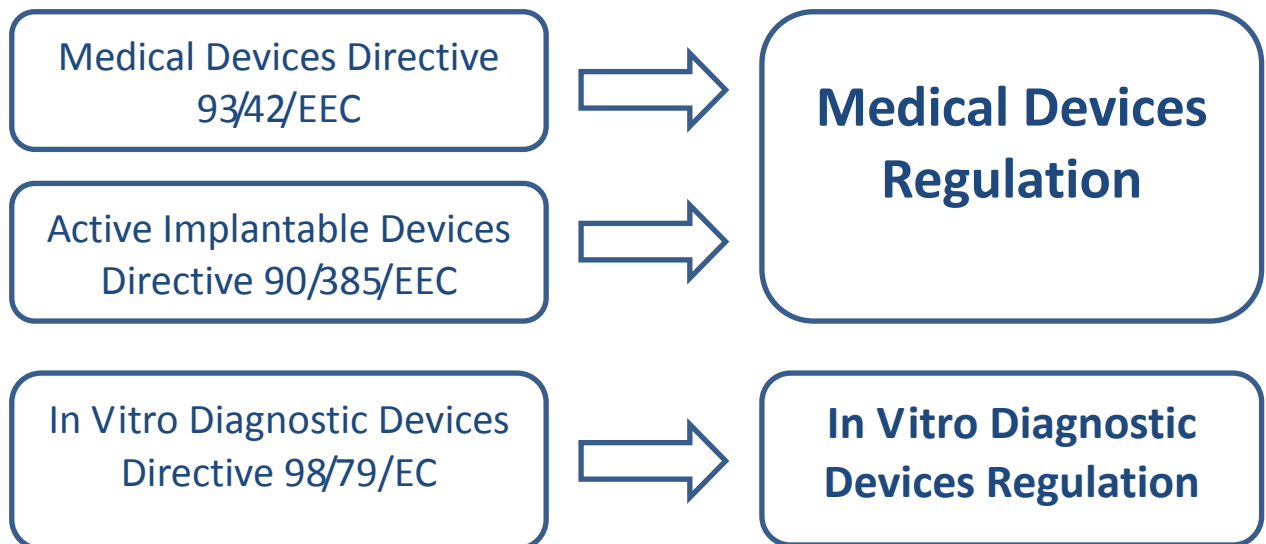 Medical Devices Directive
93/42/EEC
Medical Devices
Regulation
Active Implantable Devices
Directive 90/385/EEC
In Vitro Diagnostic Devices
Directive 98/79/EC
In Vitro Diagnostic
Devices Regulation